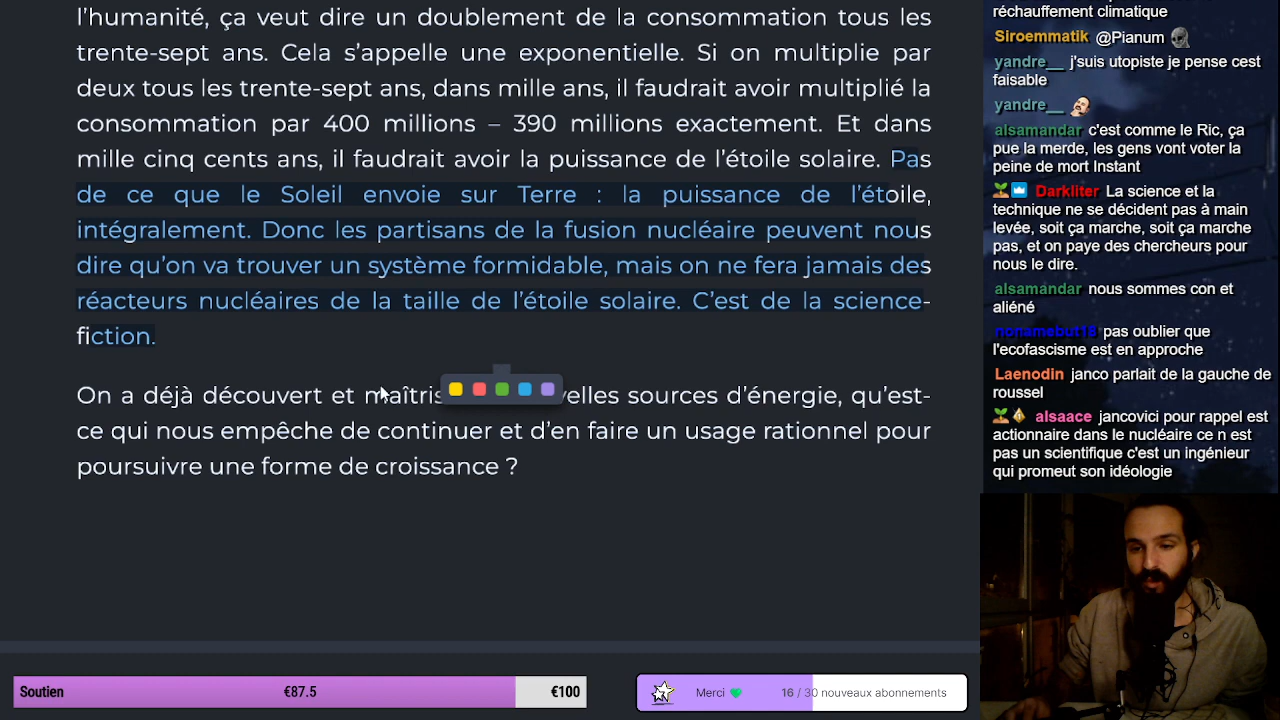 l’humanité, ça veut dire un doublement de la consommation tous les
trente-sept ans. Cela s’appelle une exponentielle. Si on multiplie par
deux tous les trente-sept ans, dans mille ans, il faudrait avoir multiplié la
consommation par 400 millions – 390 millions exactement. Et dans
mille cinq cents ans, il faudrait avoir la puissance de l’étoile solaire. Pas
de ce que le Soleil envoie sur Terre : la puissance de l’étoile,
intégralement. Donc les partisans de la fusion nucléaire peuvent nous
dire qu’on va trouver un système formidable, mais on ne fera jamais des
réacteurs nucléaires de la taille de l’étoile solaire. C’est de la science-
fiction.
On a déjà découvert et sources d’énergie, qu’est-
ce qui nous empêche de continuer et d’en faire un usage rationnel pour
poursuivre une forme de croissance ?
Soutien €87.5 €100
Merci 16 / 30 nouveaux abonnements
réchauffement climatique
Siroemmatik @Pianum
yandre__ j'suis utopiste je pense cest
faisable
yandre__
alsamandar c'est comme le Ric, ça
pue la merde, les gens vont voter la
peine de mort Instant
Darkliter La science et la
technique ne se décident pas à main
levée, soit ça marche, soit ça marche
pas, et on paye des chercheurs pour
nous le dire.
alsamandar nous sommes con et
aliéné
nonamebut13 pas oublier que
l'ecofascisme est en approche
Laenodin janco parlait de la gauche de
roussel
alsaace jancovici pour rappel est
actionnaire dans le nucléaire ce n est
pas un scientifique c'est un ingénieur
qui promeut son idéologie